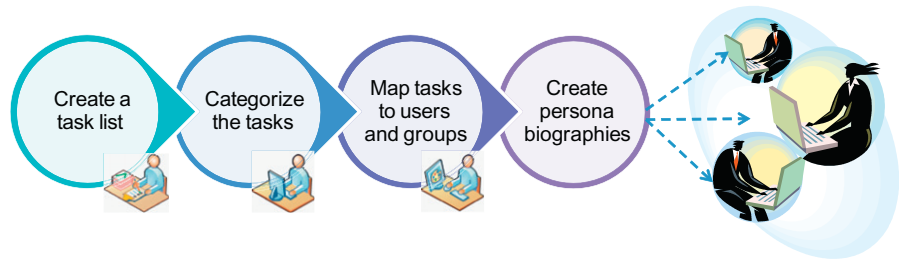 Create a
task list
Categorize
the tasks
Map tasks
to users
and groups
Create
persona
biographies